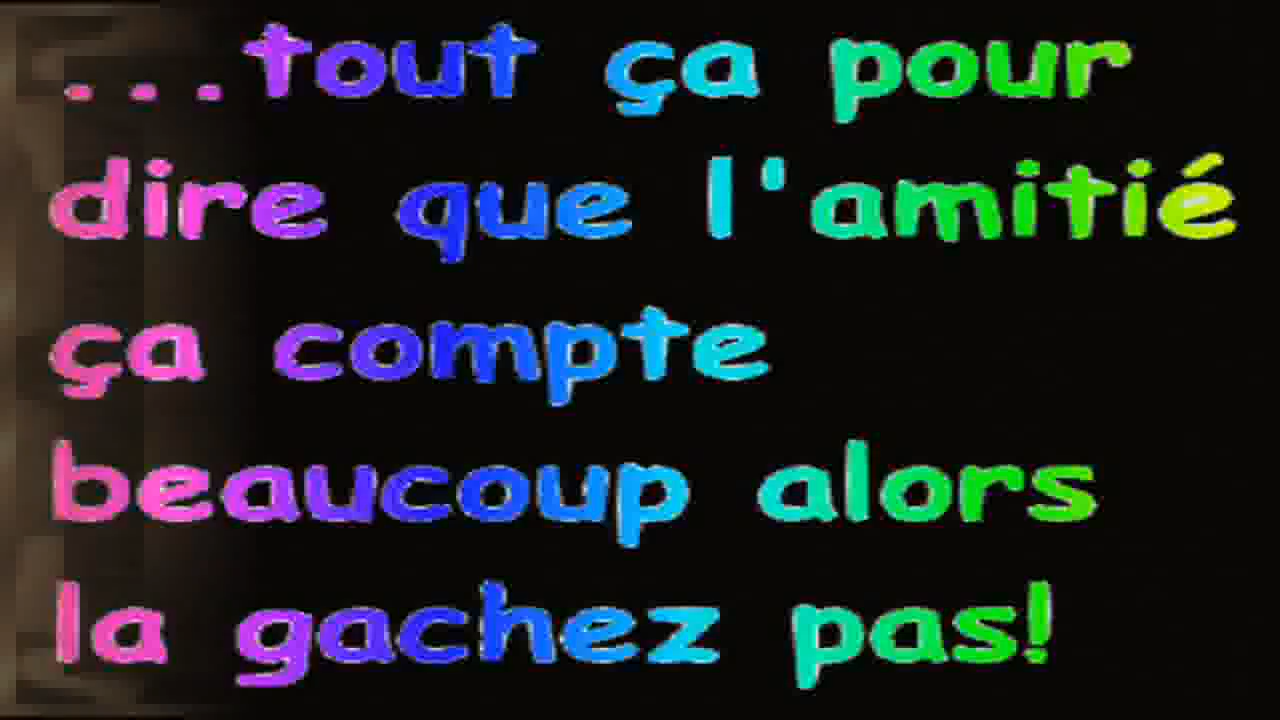 ...tout ça pour
dire que l'amitié
ça compte
beaucoup alors
la gachez pas!